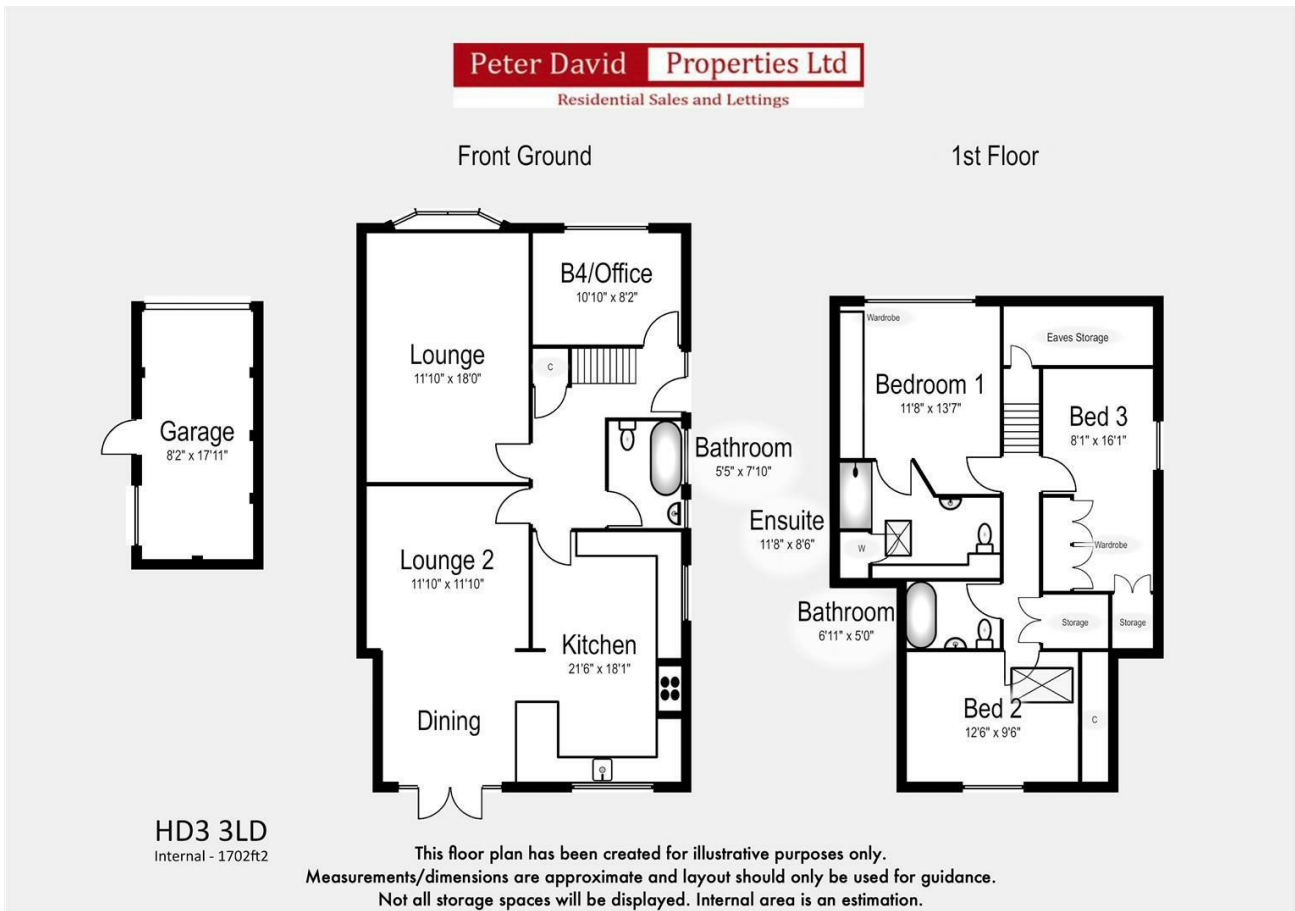 Peter David Properties Ltd
Residential Sales and Lettings
Front Ground
1st Floor
B4/Office
10'10" x 8'2"
Lounge
11'10" x 18'0"
C
Garage
8'2" x 17'11"
Bathroom
5'5" x 7'10"
Lounge 2
11'10" x 11'10"
Kitchen
21'6" x 18'1"
Dining
Wardrobe
Eaves Storage
Bedroom 1
11'8" x 13'7"
Bed 3
8'1" x 16'1"
Ensuite
11'8" x 8'6"
W
Wardrobe
Bathroom
6'11" x 5'0"
Storage
Storage
Bed 2
12'6" x 9'6"
C
HD3 3LD
Internal - 1702ft2
This floor plan has been created for illustrative purposes only.
Measurements/dimensions are approximate and layout should only be used for guidance.
Not all storage spaces will be displayed. Internal area is an estimation.